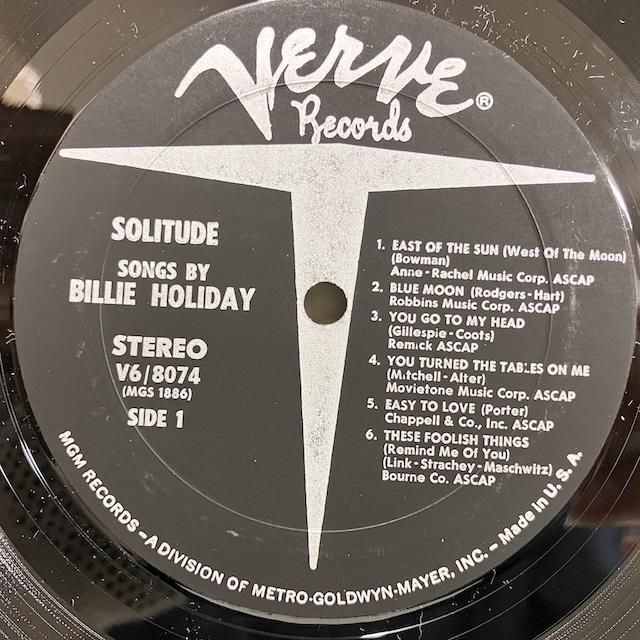 Verve®
Records
SOLITUDE
SONGS BY
BILLIE HOLIDAY
STEREO
V6/8074
(MGS 1886)
SIDE 1
1. EAST OF THE SUN (West Of The Moon)
(Bowman)
Anne-Rachel Music Corp. ASCAP
2. BLUE MOON (Rodgers-Hart)
Robbins Music Corp. ASCAP
3. YOU GO TO MY HEAD
(Gillespie-Coots)
Remick ASCAP
4. YOU TURNED THE TABLES ON ME
(Mitchell-Alter)
Movietone Music Corp. ASCAP
5. EASY TO LOVE (Porter)
Chappell & Co., Inc. ASCAP
6. THESE FOOLISH THINGS
(Remind Me Of You)
(Link-Strachey-Maschwitz)
Bourne Co. ASCAP
MGM RECORDS – A DIVISION OF METRO-GOLDWYN-MAYER, INC. – Made in U. S. A.